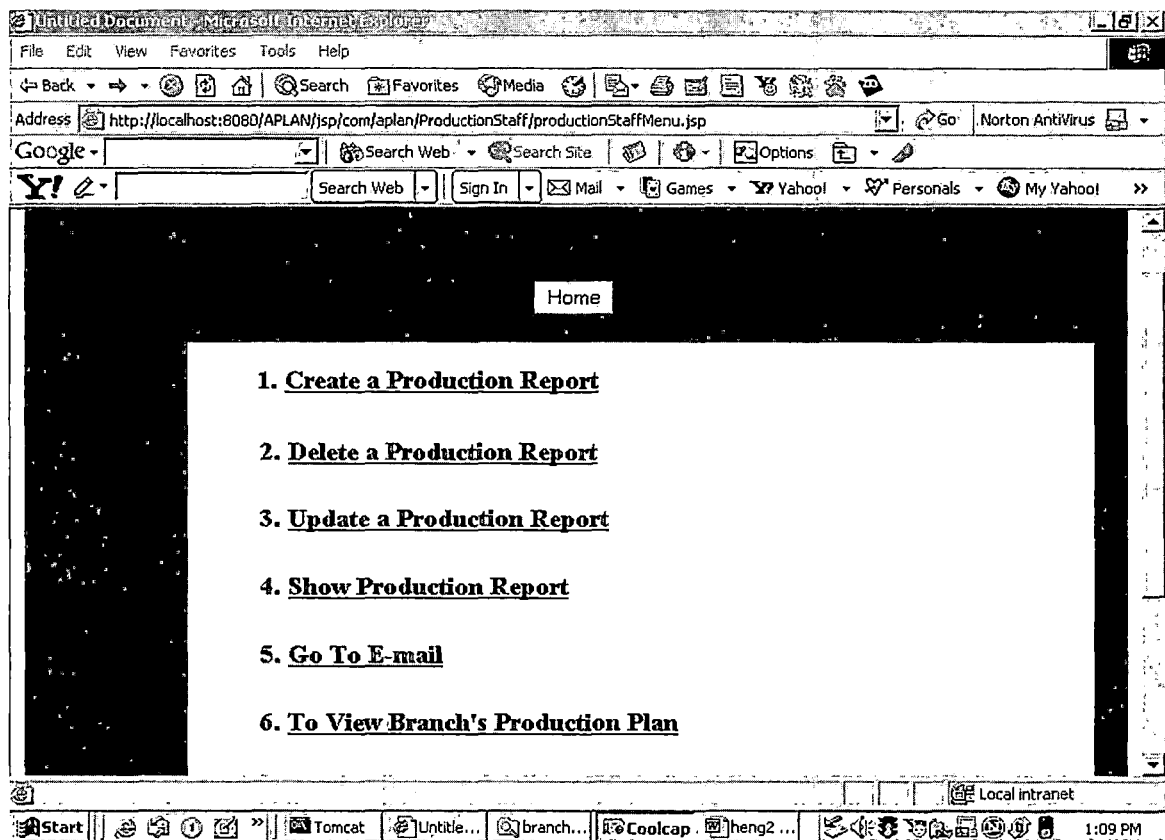 Untitled Document - Microsoft Internet Explorer
File Edit View Favorites Tools Help
Back Search Favorites Media
Address http://localhost:8080/APLAN/jsp/com/aplan/ProductionStaff/productionStaffMenu.jsp Go Norton AntiVirus
Google Search Web Search Site Options
Y! Search Web Sign In Mail Games Yahoo! Personals My Yahoo! »
Home
1. Create a Production Report
2. Delete a Production Report
3. Update a Production Report
4. Show Production Report
5. Go To E-mail
6. To View Branch's Production Plan
Local intranet
Start » Tomcat Untitle... branch... Coolcap . heng2 ... 1:09 PM